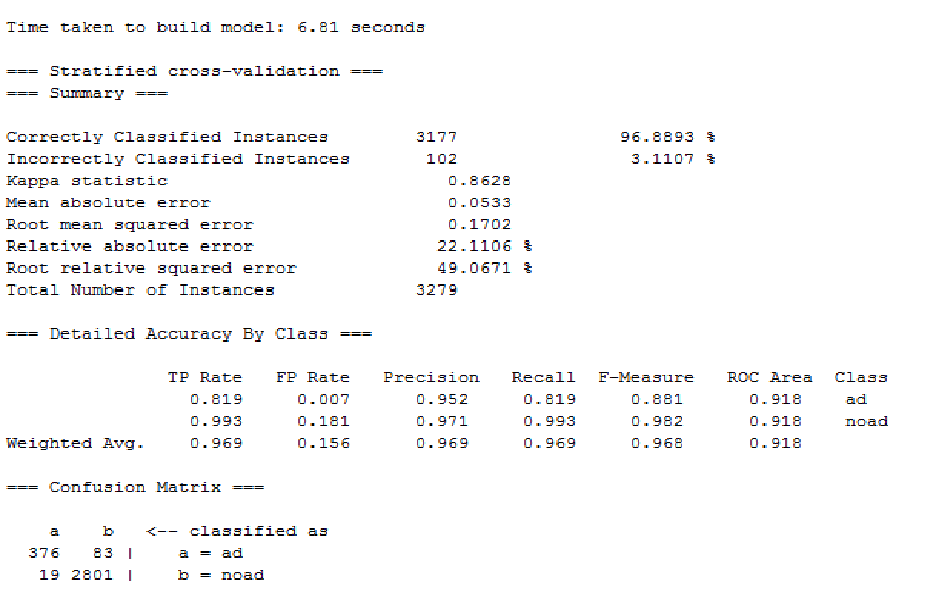 Time taken to build model: 6.81 seconds
=== Stratified cross-validation ===
=== Summary ===
Correctly Classified Instances 3177 96.8893 %
Incorrectly Classified Instances 102 3.1107 %
Kappa statistic 0.8628
Mean absolute error 0.0533
Root mean squared error 0.1702
Relative absolute error 22.1106 %
Root relative squared error 49.0671 %
Total Number of Instances 3279
=== Detailed Accuracy By Class ===
TP Rate FP Rate Precision Recall F-Measure ROC Area Class
0.819 0.007 0.952 0.819 0.881 0.918 ad
0.993 0.181 0.971 0.993 0.982 0.918 noad
Weighted Avg. 0.969 0.156 0.969 0.969 0.968 0.918
=== Confusion Matrix ===
a b <-- classified as
376 83 | a = ad
19 2801 | b = noad